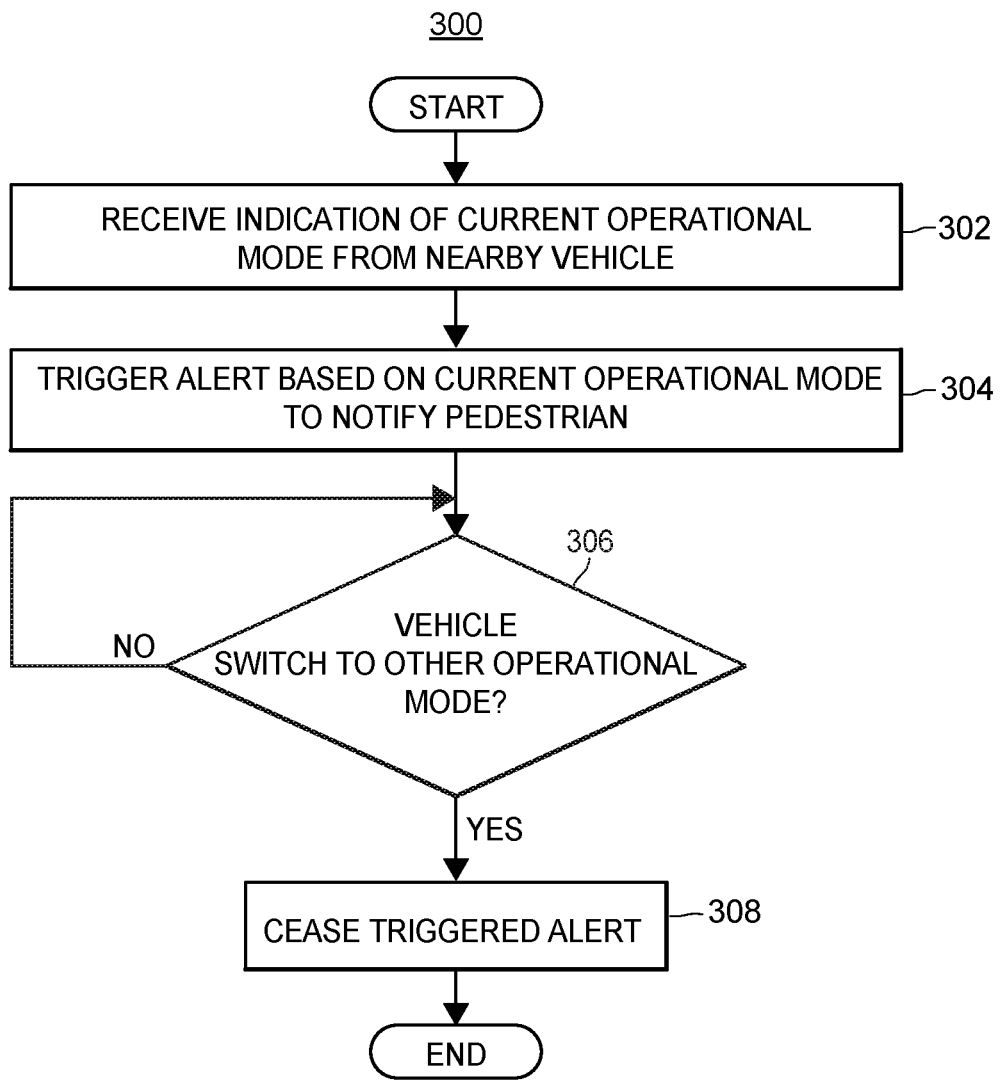 300
START
RECEIVE INDICATION OF CURRENT OPERATIONAL
MODE FROM NEARBY VEHICLE
302
TRIGGER ALERT BASED ON CURRENT OPERATIONAL MODE
TO NOTIFY PEDESTRIAN
304
306
VEHICLE
SWITCH TO OTHER OPERATIONAL
MODE?
NO
YES
CEASE TRIGGERED ALERT
308
END